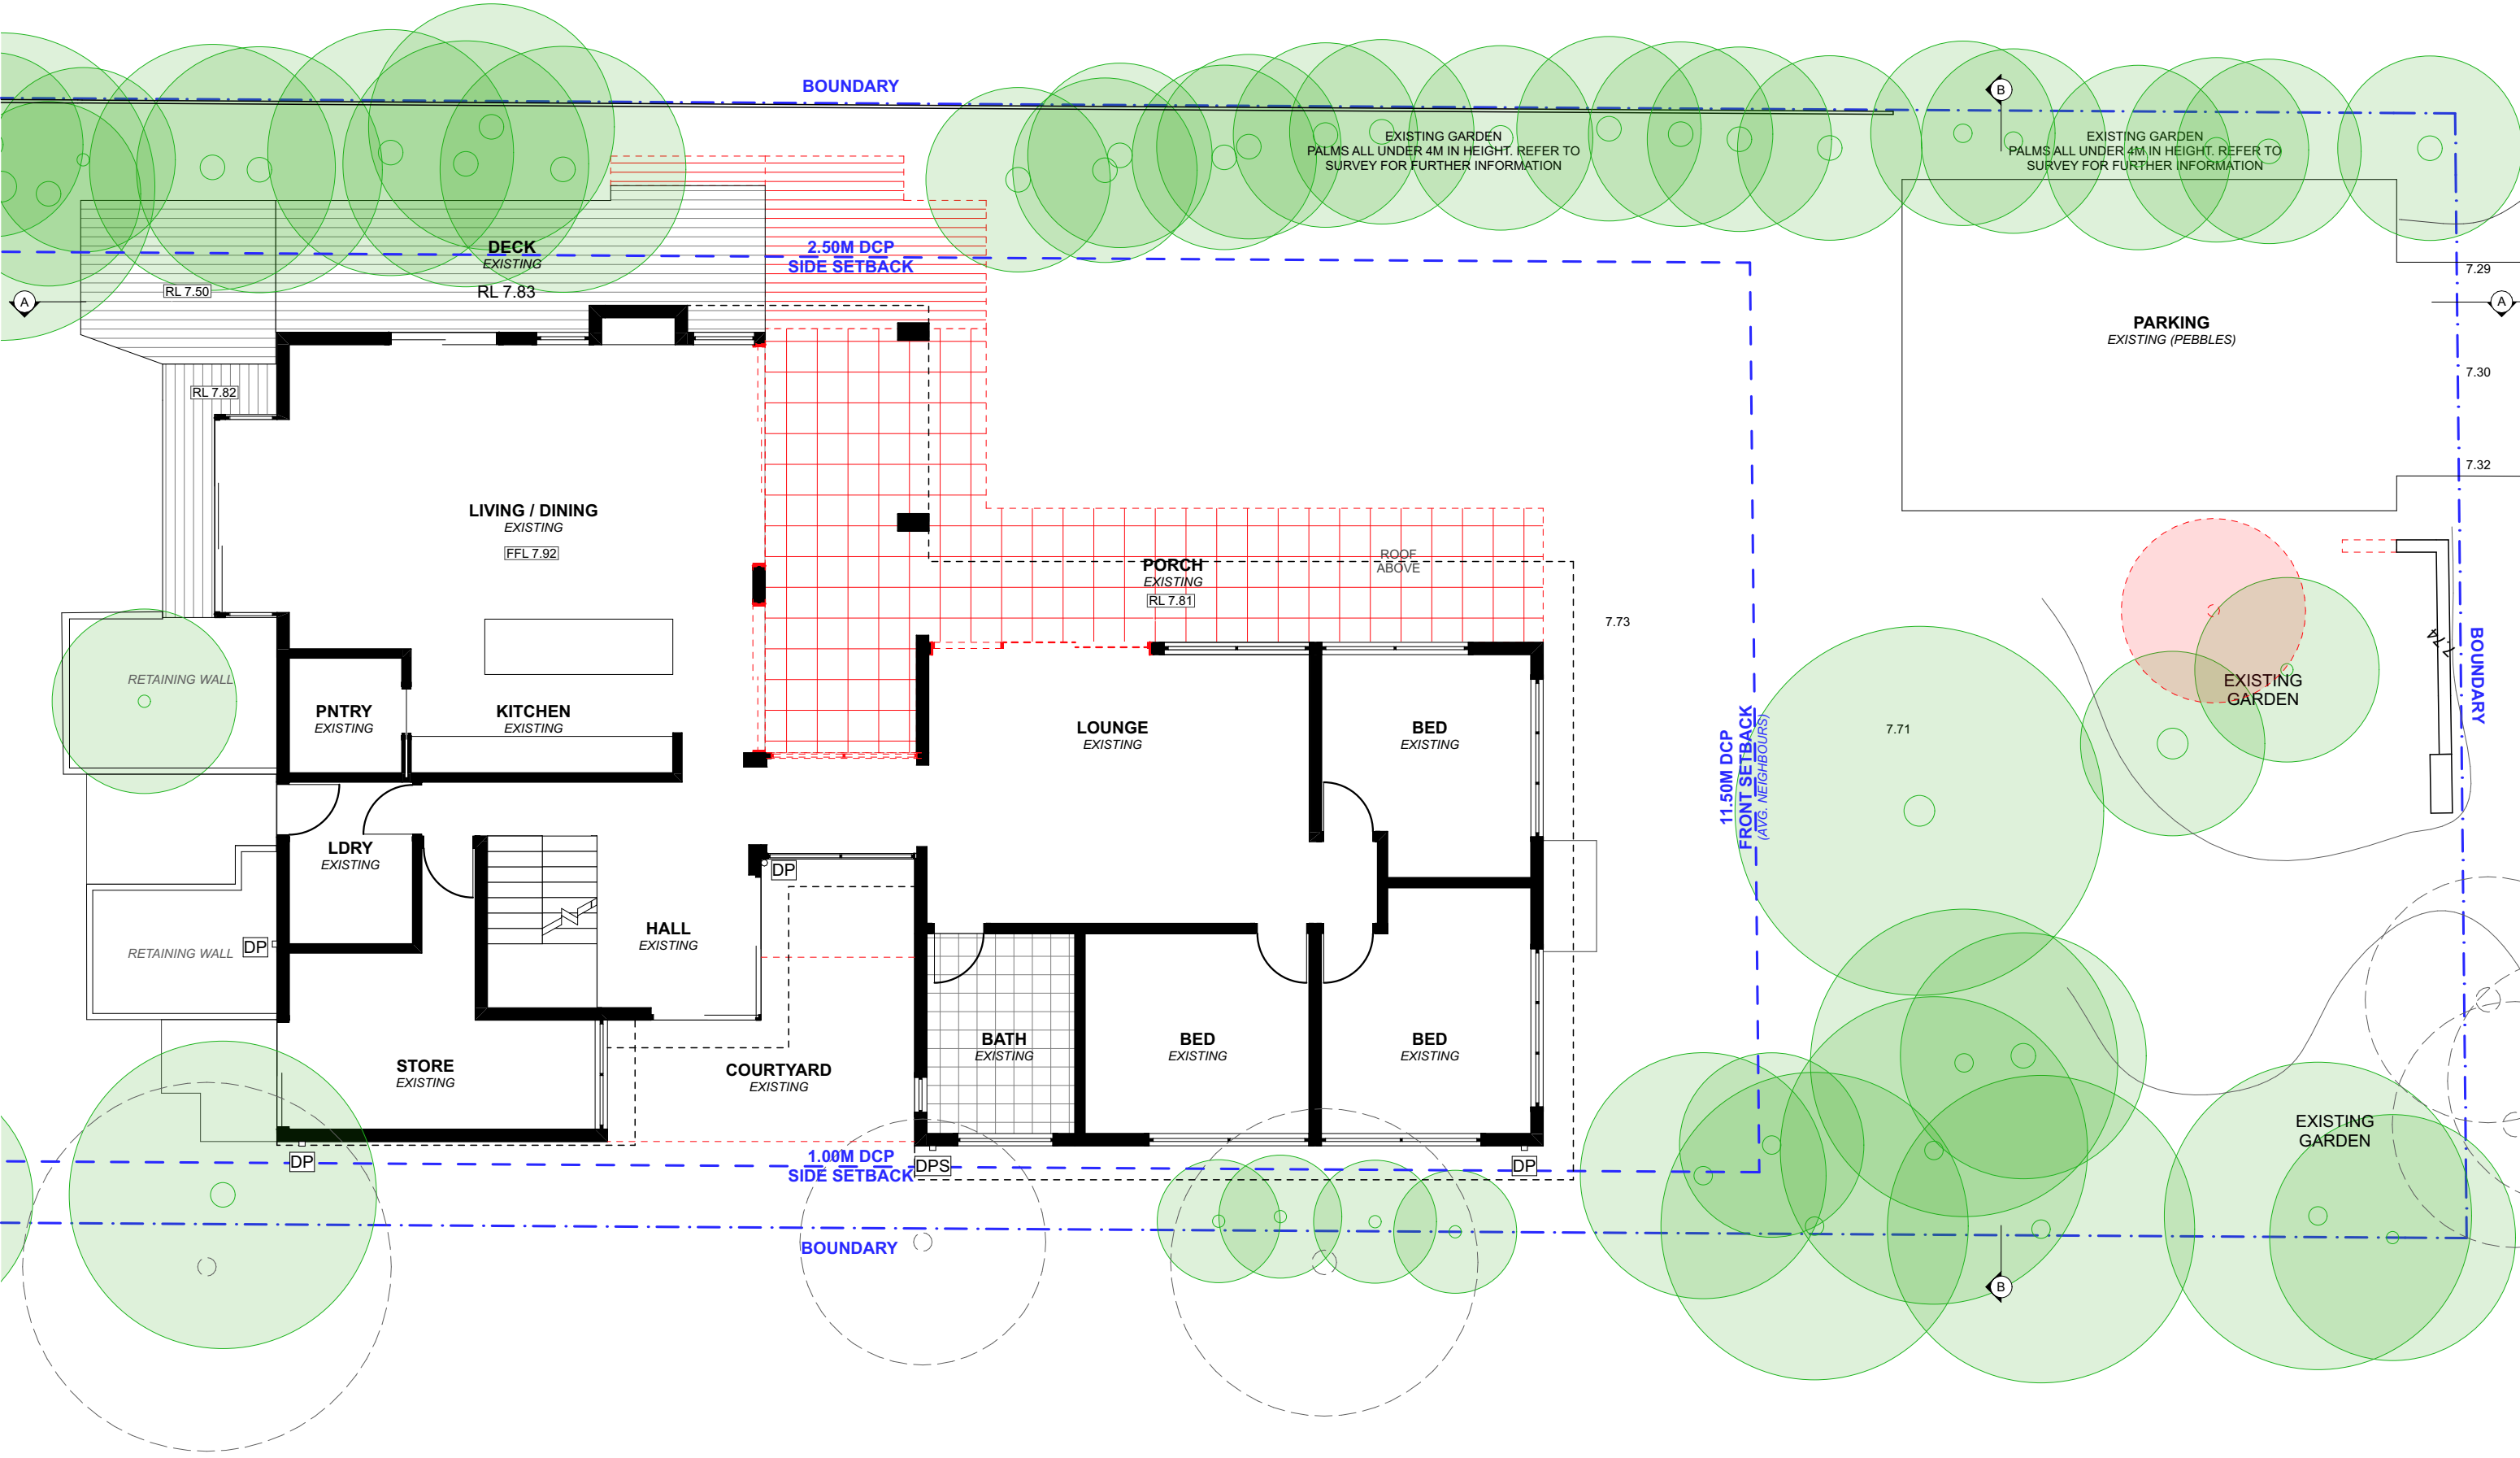 BOUNDARY
B
EXISTING GARDEN
PALMS ALL UNDER 4M IN HEIGHT. REFER TO
SURVEY FOR FURTHER INFORMATION
EXISTING GARDEN
PALMS ALL UNDER 4M IN HEIGHT. REFER TO
SURVEY FOR FURTHER INFORMATION
DECK
EXISTING
2.50M DCP
SIDE SETBACK
RL 7.50
RL 7.83
A
7.29
A
PARKING
EXISTING (PEBBLES)
7.30
RL 7.82
7.32
LIVING / DINING
EXISTING
FFL 7.92
ROOF
ABOVE
PORCH
EXISTING
RL 7.81
7.73
7.74
BOUNDARY
RETAINING WALL
EXISTING
GARDEN
PNTRY
EXISTING
KITCHEN
EXISTING
LOUNGE
EXISTING
BED
EXISTING
11.50M DCP
FRONT SETBACK
(AVG. NEIGHBOURS)
7.71
LDRY
EXISTING
DP
HALL
EXISTING
DP
RETAINING WALL
STORE
EXISTING
COURTYARD
EXISTING
BATH
EXISTING
BED
EXISTING
BED
EXISTING
EXISTING
GARDEN
DP
1.00M DCP
SIDE SETBACK
DPS
DP
BOUNDARY
B